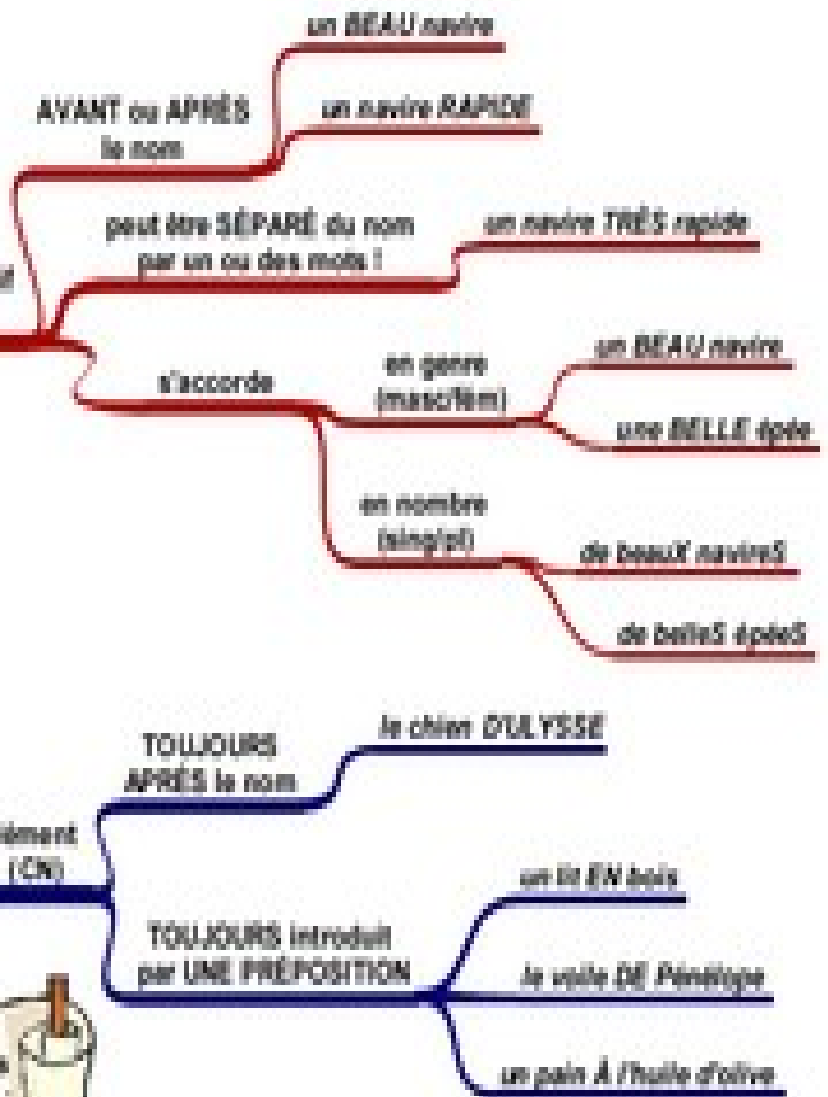 un BEAU navire
AVANT ou APRÈS
le nom
un navire RAPIDE
peut être SÉPARÉ du nom
par un ou des mots !
un navire TRÈS rapide
s'accorde
en genre
(masc/fém)
un BEAU navire
une BELLE épée
en nombre
(sing/pl)
de beauX navireS
de belleS épéeS
TOUJOURS
APRÈS le nom
le chien D'ULYSSE
(CN)
TOUJOURS introduit
par UNE PRÉPOSITION
un lit EN bois
le voile DE Pénélope
un pain À l'huile d'olive